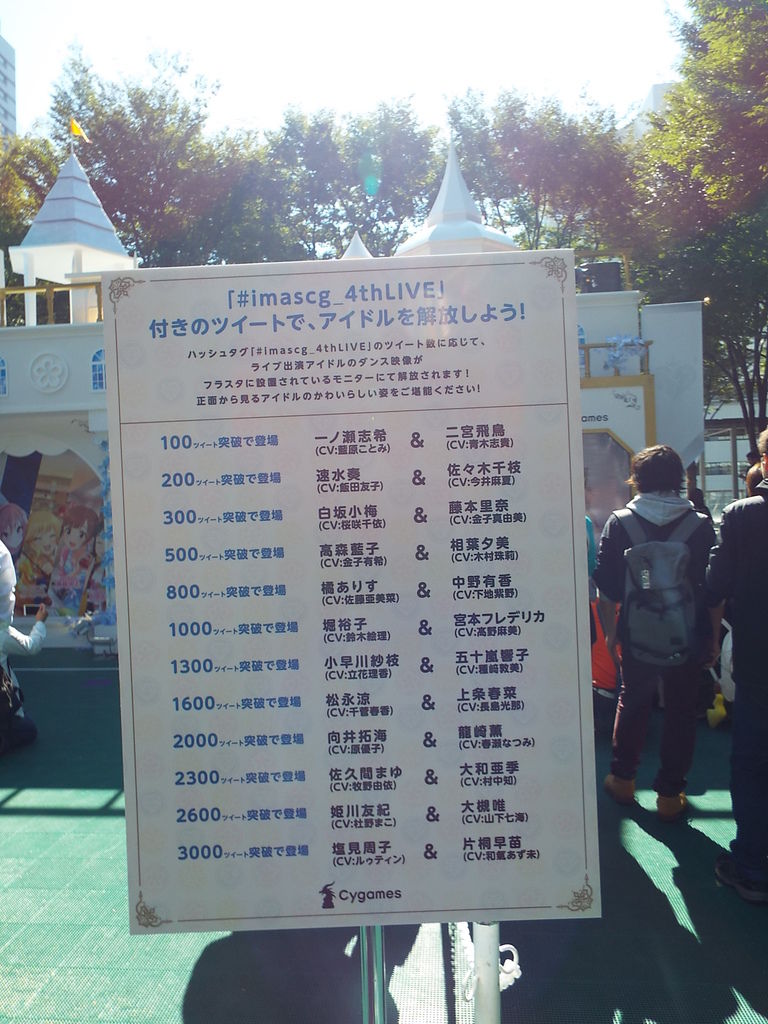 「#imascg_4thLIVE」
付きのツイートで、アイドルを解放しよう!
ハッシュタグ「#imascg_4thLIVE」のツイート数に応じて、
ライブ出演アイドルのダンス映像が
フラスタに設置されているモニターにて解放されます!
正面から見るアイドルのかわいらしい姿をご堪能ください!
100ツイート突破で登場 一ノ瀬志希 & 二宮飛鳥
(CV:藍原ことみ) (CV:青木志貴)
200ツイート突破で登場 速水奏 & 佐々木千枝
(CV:飯田友子) (CV:今井麻夏)
300ツイート突破で登場 白坂小梅 & 藤本里奈
(CV:桜咲千依) (CV:金子真由美)
500ツイート突破で登場 高森藍子 & 相葉夕美
(CV:金子有希) (CV:木村珠莉)
800ツイート突破で登場 橘ありす & 中野有香
(CV:佐藤亜美菜) (CV:下地紫野)
1000ツイート突破で登場 堀裕子 & 宮本フレデリカ
(CV:鈴木絵理) (CV:高野麻美)
1300ツイート突破で登場 小早川紗枝 & 五十嵐響子
(CV:立花理香) (CV:種﨑敦美)
1600ツイート突破で登場 松永涼 & 上条春菜
(CV:千菅春香) (CV:長島光那)
2000ツイート突破で登場 向井拓海 & 龍崎薫
(CV:原優子) (CV:春瀬なつみ)
2300ツイート突破で登場 佐久間まゆ & 大和亜季
(CV:牧野由依) (CV:村中知)
2600ツイート突破で登場 姫川友紀 & 大槻唯
(CV:杜野まこ) (CV:山下七海)
3000ツイート突破で登場 塩見周子 & 片桐早苗
(CV:ルゥティン) (CV:和氣あず未)
Cygames
ames